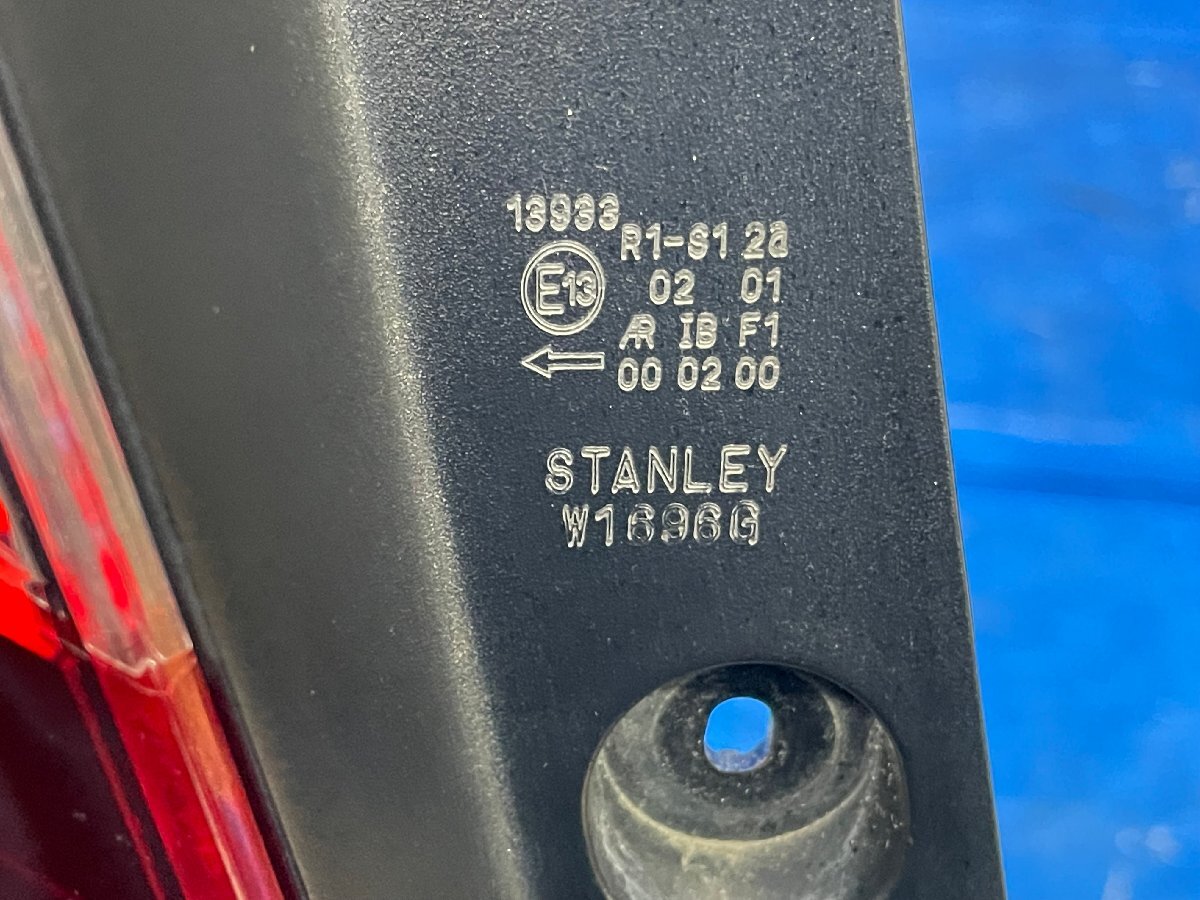 13933
R1-S1 2a
E13 02 01
AR IB F1
00 02 00
STANLEY
W1696G